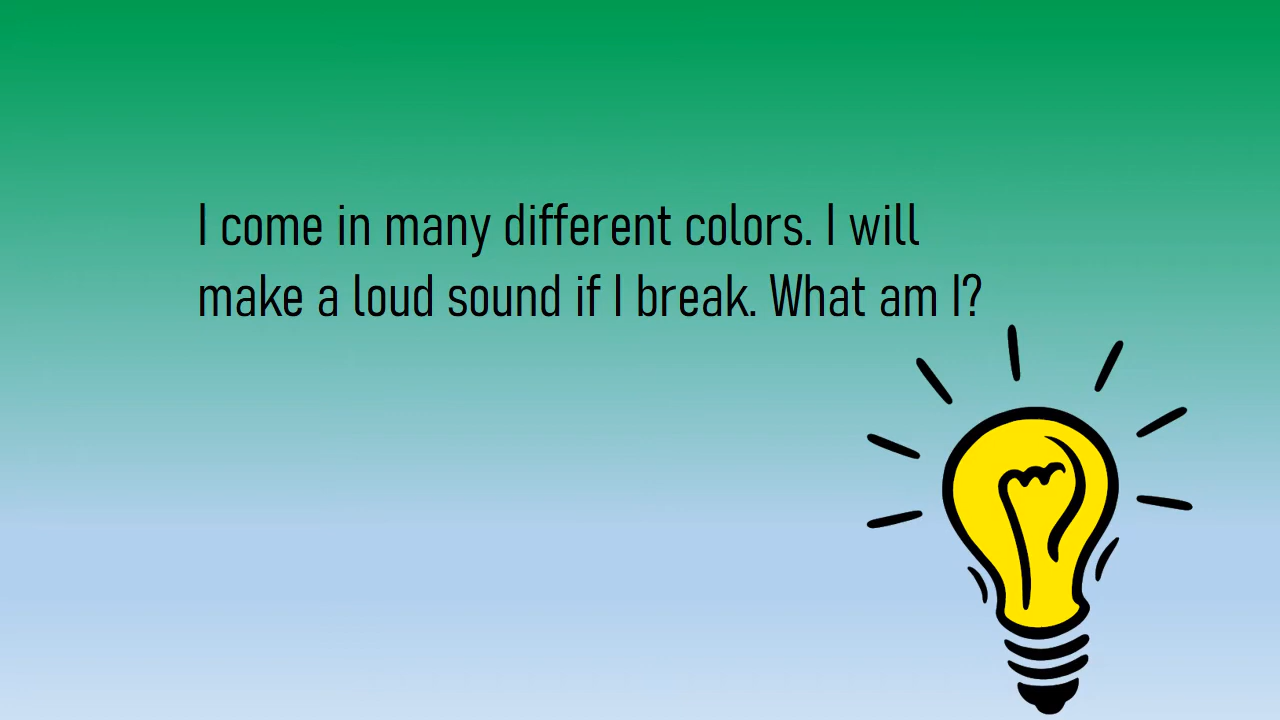 I come in many different colors. I will
make a loud sound if I break. What am I?